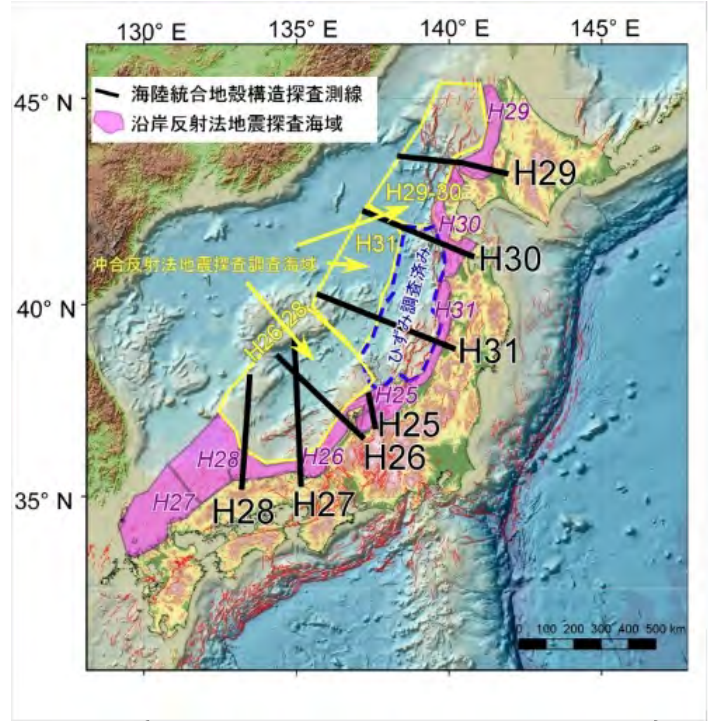 130° E
135° E
140° E
145° E
45° N
40° N
35° N
海陸統合地殻構造探査測線
沿岸反射法地震探査海域
H29
H29
H29-30
H30
H30
H31
沖合反射法地震探査調査海域
ひずみ調査済み
H31
H31
H26-28
H25
H25
H26
H26
H28
H27
H27
H28
0 100 200 300 400 500 km